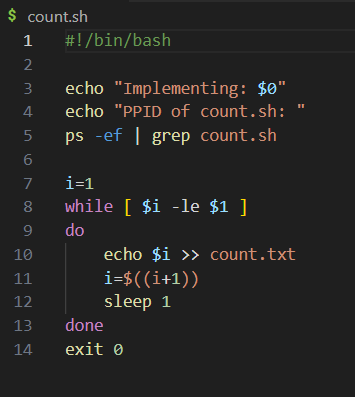 $ count.sh
1 #!/bin/bash
2
3 echo "Implementing: $0"
4 echo "PPID of count.sh: "
5 ps -ef | grep count.sh
6
7 i=1
8 while [ $i -le $1 ]
9 do
10 echo $i >> count.txt
11 i=$((i+1))
12 sleep 1
13 done
14 exit 0